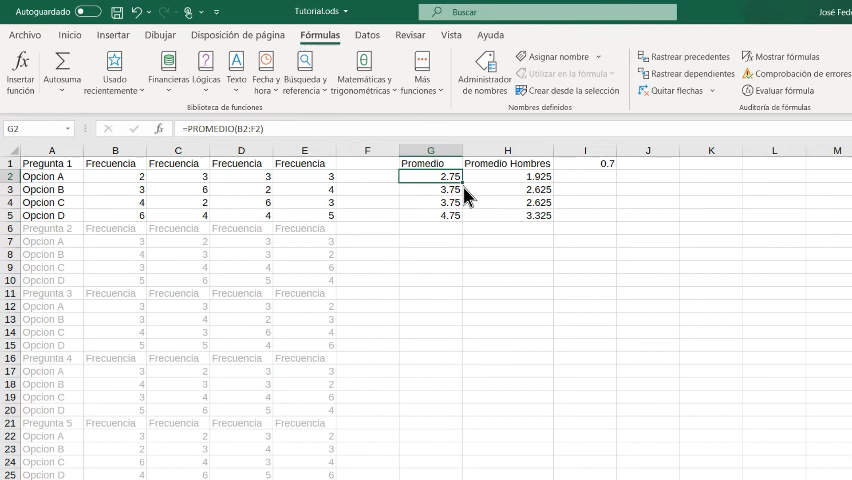 Autoguardado Tutorial.ods Buscar José Fede
Archivo Inicio Insertar Dibujar Disposición de página Fórmulas Datos Revisar Vista Ayuda
Insertar función
Autosuma
Usado recientemente
Financieras
Lógicas
Texto
Fecha y hora
Búsqueda y referencia
Matemáticas y trigonométricas
Más funciones
Biblioteca de funciones
Administrador de nombres
Asignar nombre
Utilizar en la fórmula
Crear desde la selección
Nombres definidos
Rastrear precedentes
Rastrear dependientes
Quitar flechas
Mostrar fórmulas
Comprobación de errores
Evaluar fórmula
Auditoría de fórmulas
G2 fx =PROMEDIO(B2:F2)
A B C D E F G H I J K L M
1 Pregunta 1 Frecuencia Frecuencia Frecuencia Frecuencia Promedio Promedio Hombres 0.7
2 Opcion A 2 3 3 3 2.75 1.925
3 Opcion B 3 6 2 4 3.75 2.625
4 Opcion C 4 2 6 3 3.75 2.625
5 Opcion D 6 4 4 5 4.75 3.325
6 Pregunta 2 Frecuencia Frecuencia Frecuencia Frecuencia
7 Opcion A 3 2 3 3
8 Opcion B 4 3 3 2
9 Opcion C 3 4 4 6
10 Opcion D 5 6 5 4
11 Pregunta 3 Frecuencia Frecuencia Frecuencia Frecuencia
12 Opcion A 3 3 3 2
13 Opcion B 3 4 2 3
14 Opcion C 4 3 6 4
15 Opcion D 5 5 4 6
16 Pregunta 4 Frecuencia Frecuencia Frecuencia Frecuencia
17 Opcion A 3 2 3 3
18 Opcion B 4 3 3 2
19 Opcion C 3 4 4 6
20 Opcion D 5 6 5 4
21 Pregunta 5 Frecuencia Frecuencia Frecuencia Frecuencia
22 Opcion A 3 2 2 3
23 Opcion B 2 3 4 3
24 Opcion C 6 4 3 4
25 Opcion D 4 6 5 6